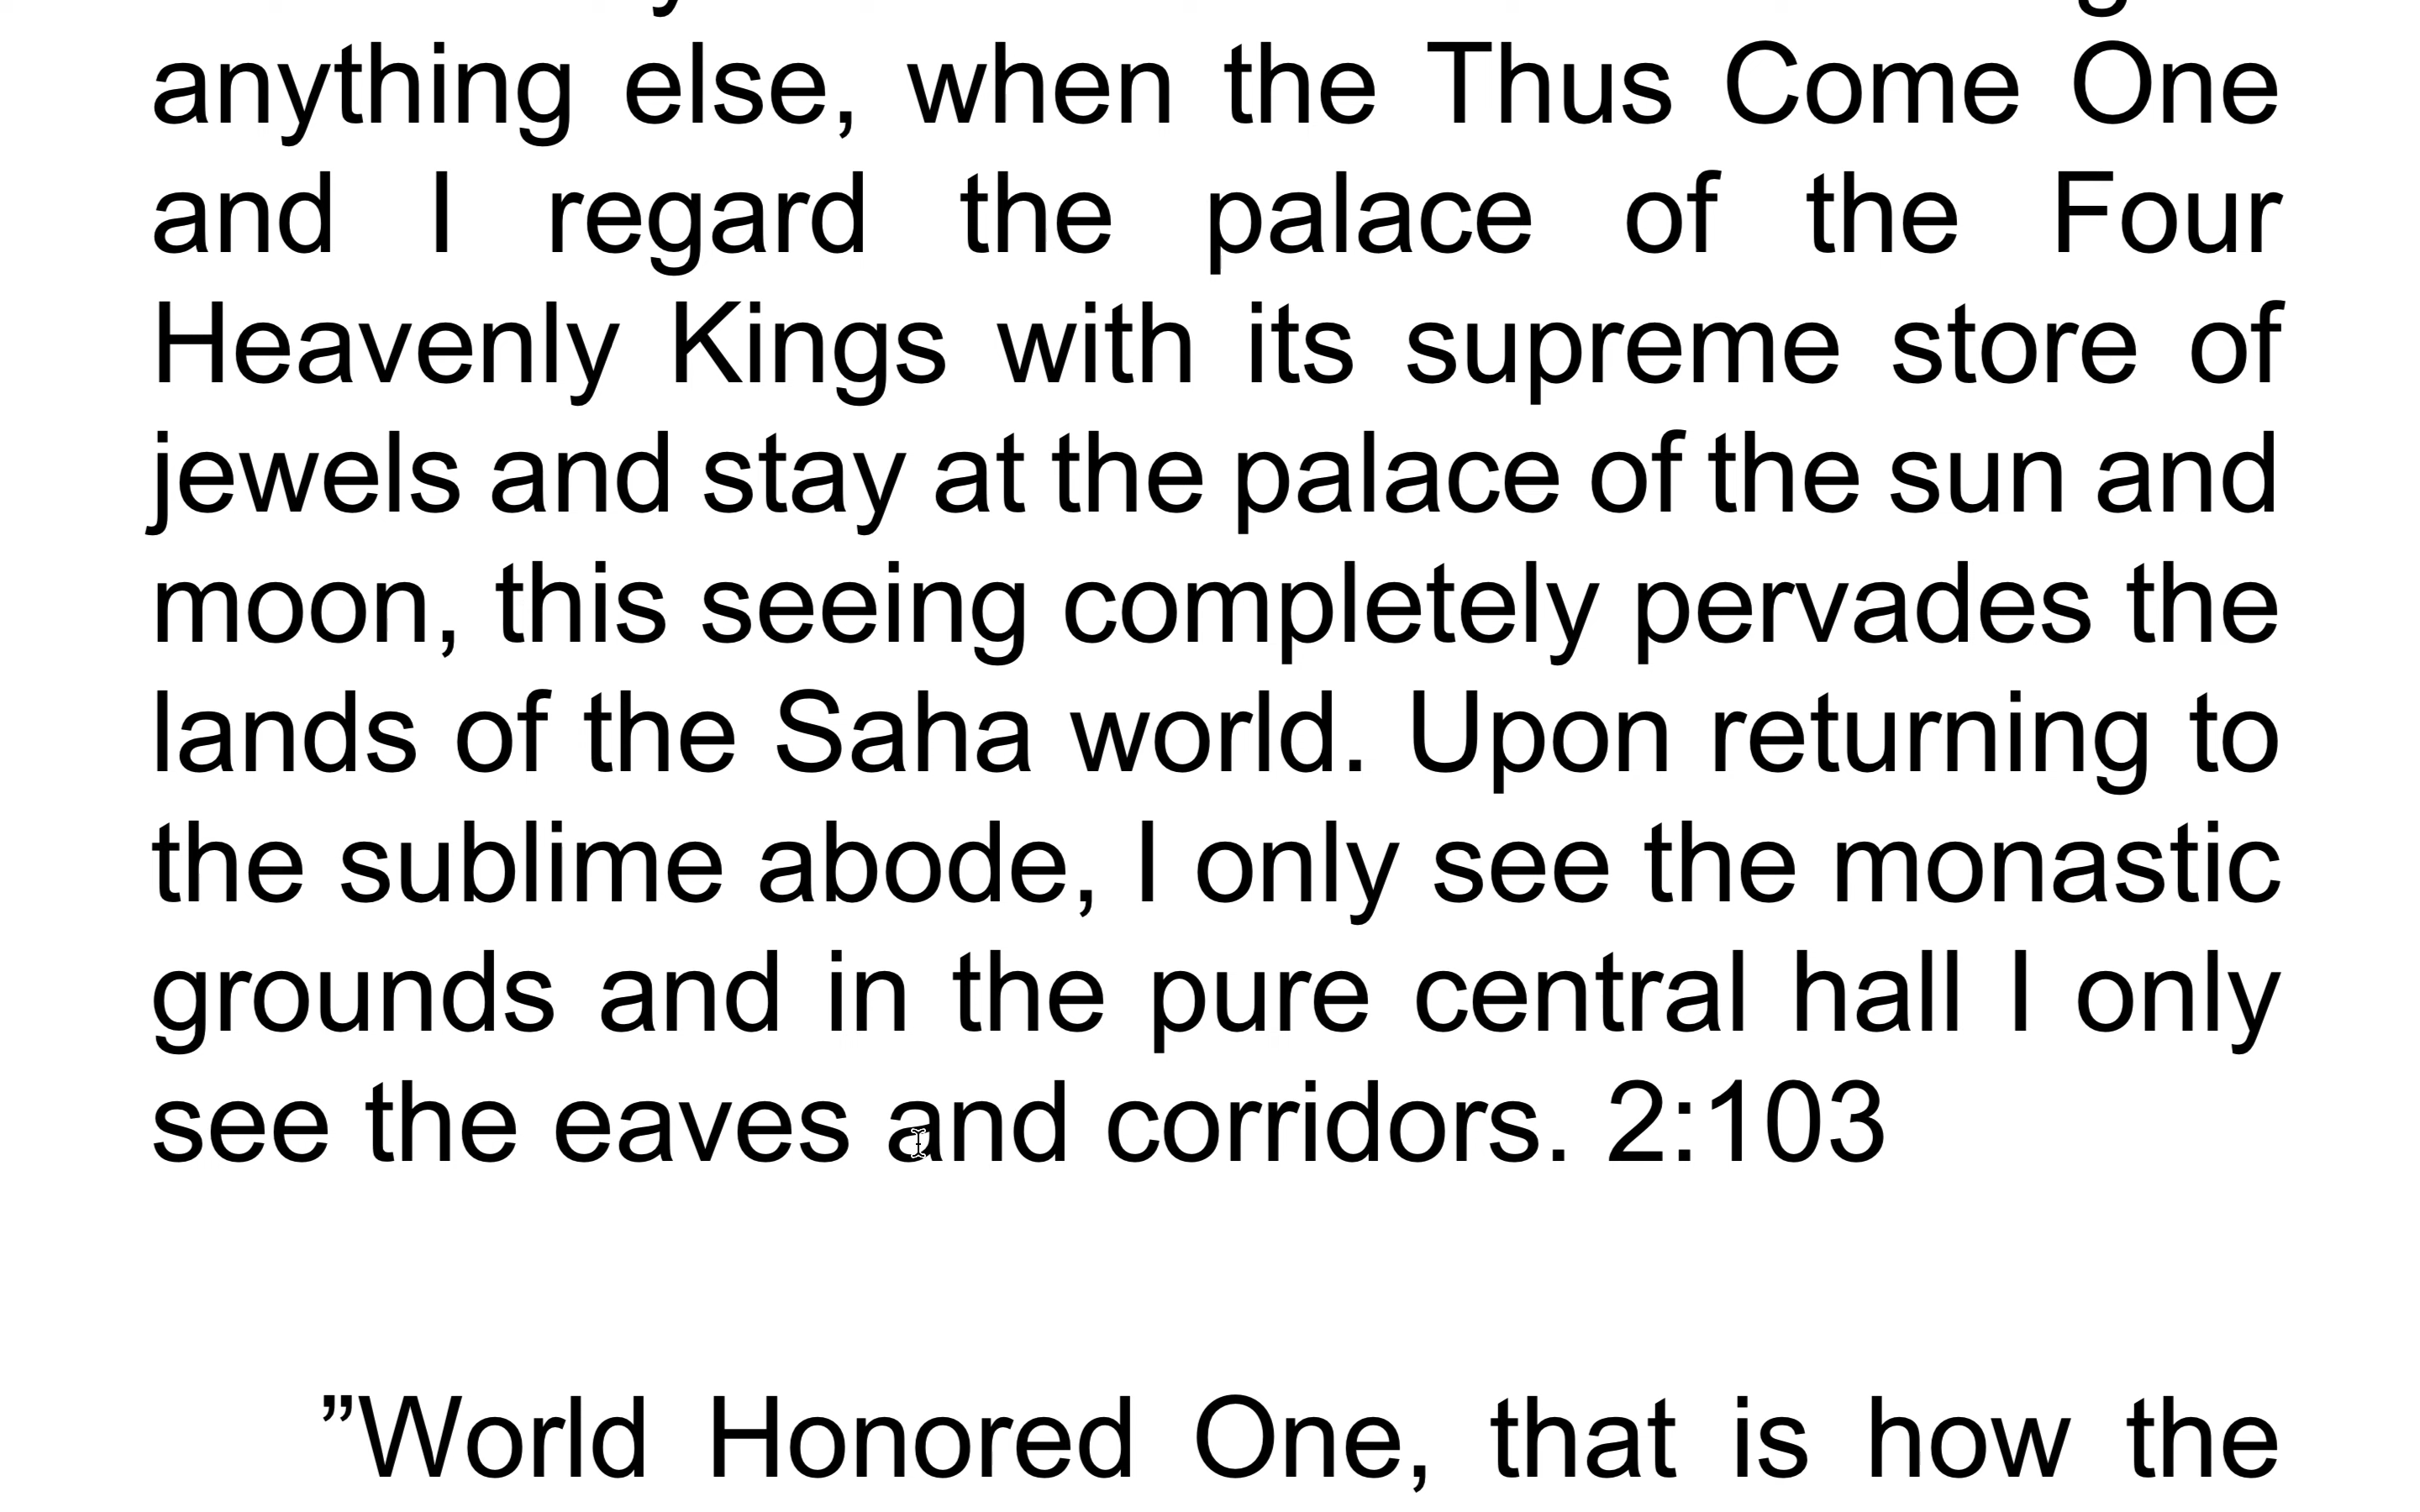 anything else, when the Thus Come One
and I regard the palace of the Four
Heavenly Kings with its supreme store of
jewels and stay at the palace of the sun and
moon, this seeing completely pervades the
lands of the Saha world. Upon returning to
the sublime abode, I only see the monastic
grounds and in the pure central hall I only
see the eaves and corridors. 2:103
”World Honored One, that is how the